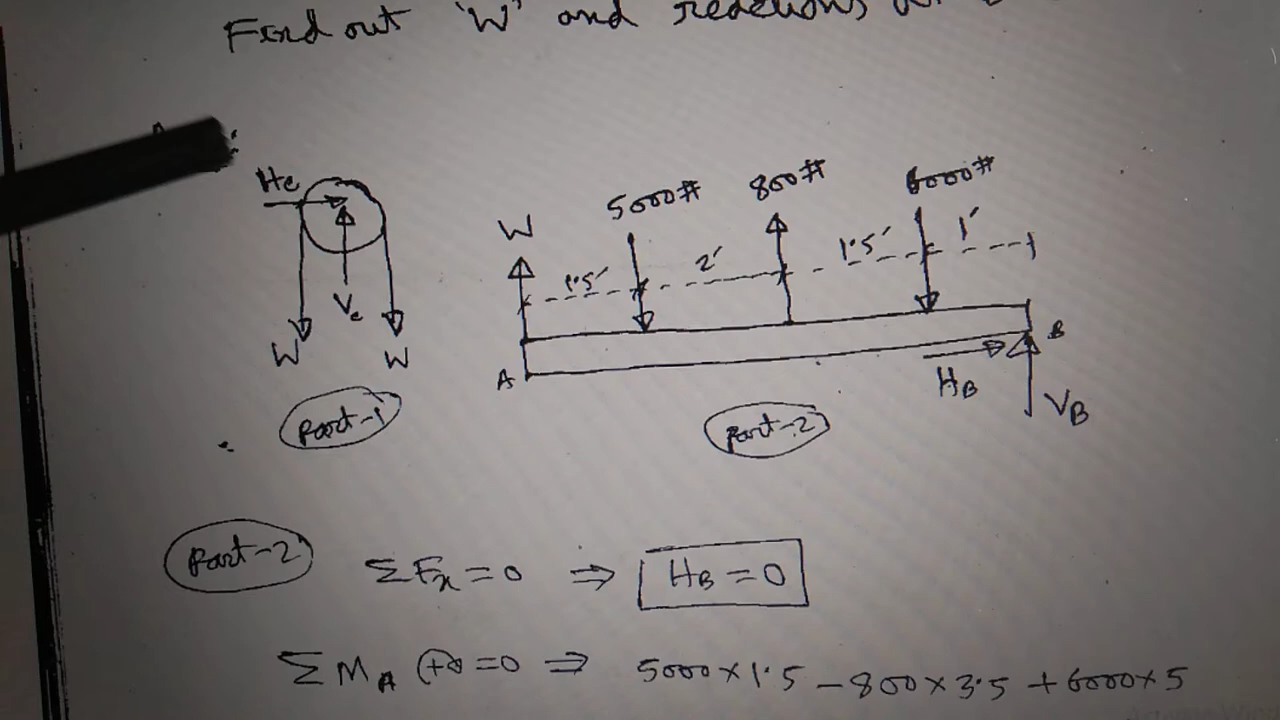 Find out 'W' and reactions
Hc
Vc
W W
Part-1
W 5000# 800# 6000#
1.5' 2' 1.5' 1'
A B
HB
VB
Part-2
Part-2 ΣFx = 0 ⇒ HB = 0
ΣMA (+↻) = 0 ⇒ 5000×1.5 - 800×3.5 + 6000×5